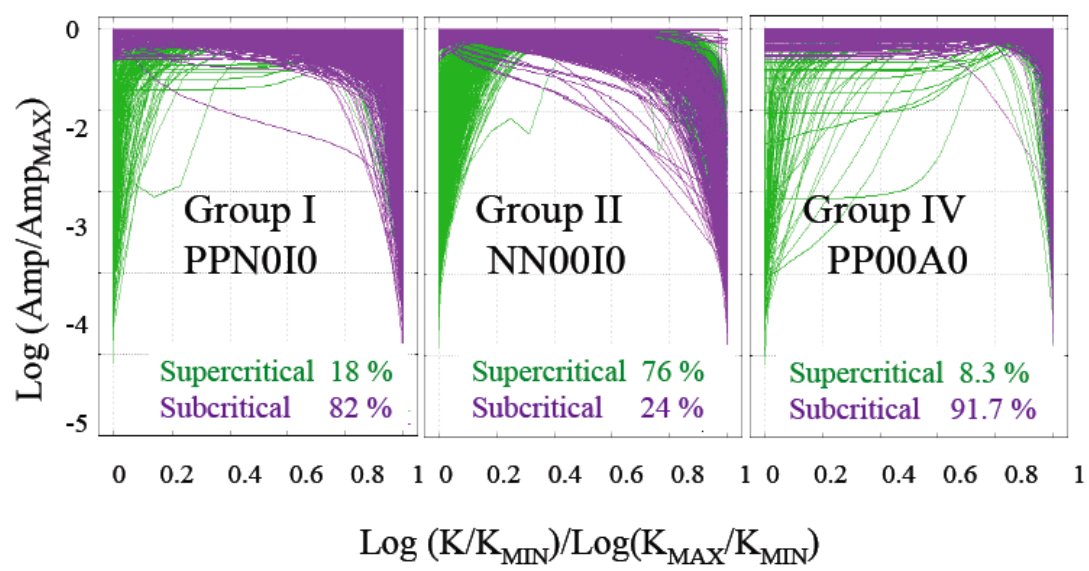 Log (Amp/Amp_MAX)
0
-2
-3
-4
-5
Group I
PPN0I0
Supercritical 18 %
Subcritical 82 %
Group II
NN00I0
Supercritical 76 %
Subcritical 24 %
Group IV
PP00A0
Supercritical 8.3 %
Subcritical 91.7 %
0 0.2 0.4 0.6 0.8 1
0 0.2 0.4 0.6 0.8 1
0 0.2 0.4 0.6 0.8 1
Log (K/K_MIN)/Log(K_MAX/K_MIN)